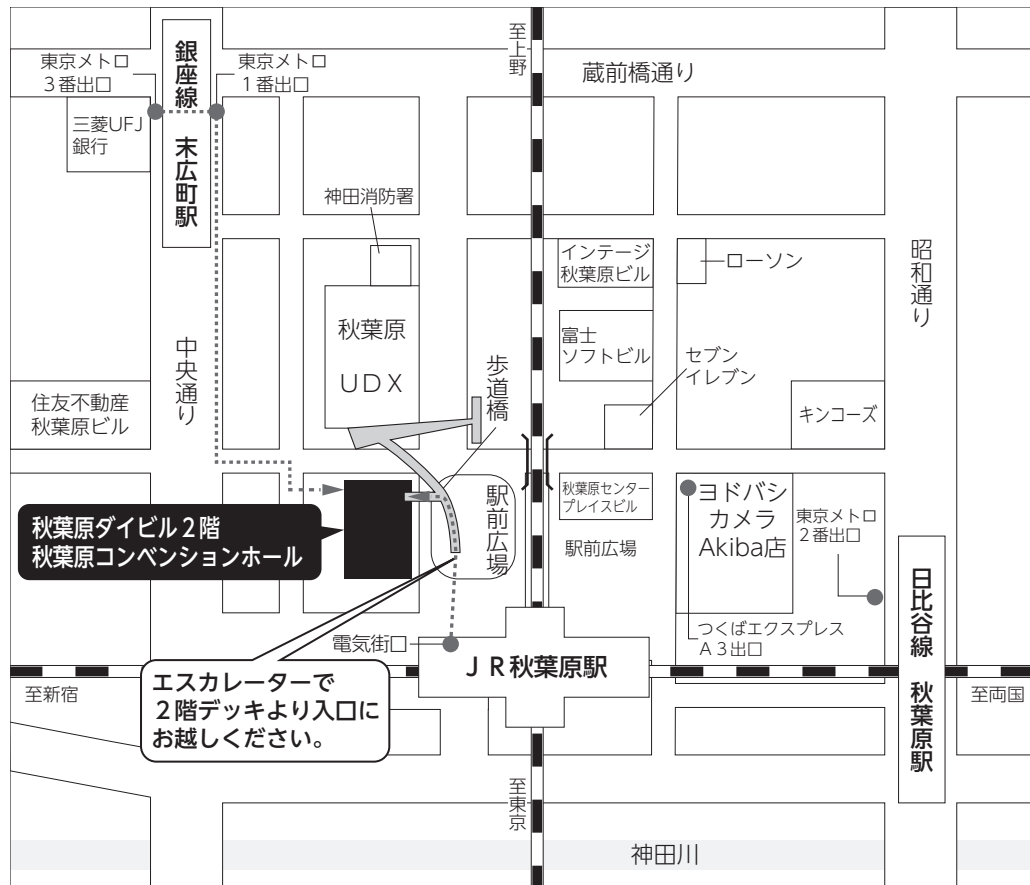 東京メトロ
３番出口
銀座線 末広町駅
東京メトロ
１番出口
至上野
蔵前橋通り
三菱UFJ
銀行
神田消防署
インテージ
秋葉原ビル
ローソン
昭和通り
秋葉原
ＵＤＸ
中央通り
歩道橋
富士
ソフトビル
セブン
イレブン
住友不動産
秋葉原ビル
キンコーズ
秋葉原ダイビル２階
秋葉原コンベンションホール
駅前広場
秋葉原センター
プレイスビル
駅前広場
ヨドバシ
カメラ
Akiba店
東京メトロ
２番出口
日比谷線 秋葉原駅
電気街口
ＪＲ秋葉原駅
つくばエクスプレス
Ａ３出口
至新宿
エスカレーターで
２階デッキより入口に
お越しください。
至両国
至東京
神田川